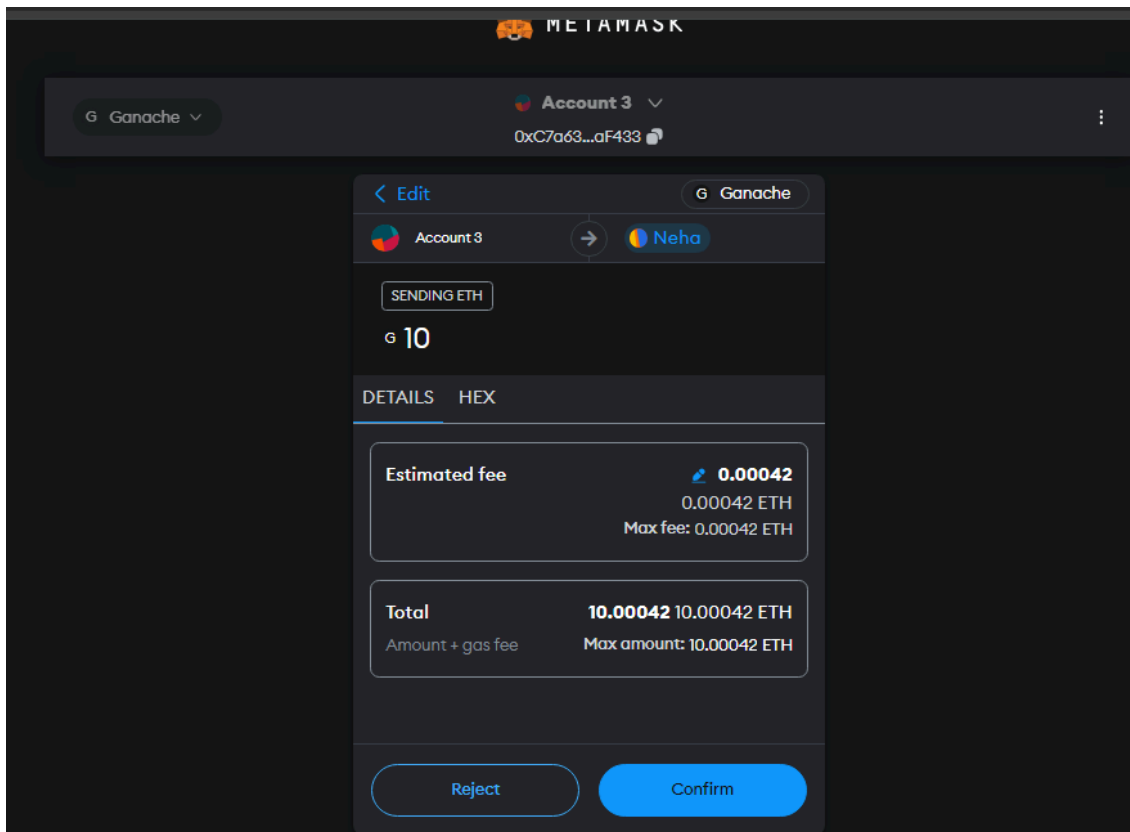 METAMASK
G Ganache
Account 3
0xC7a63...aF433
Edit
G Ganache
Account 3
Neha
SENDING ETH
G 10
DETAILS HEX
Estimated fee 0.00042
0.00042 ETH
Max fee: 0.00042 ETH
Total 10.00042 10.00042 ETH
Amount + gas fee Max amount: 10.00042 ETH
Reject Confirm